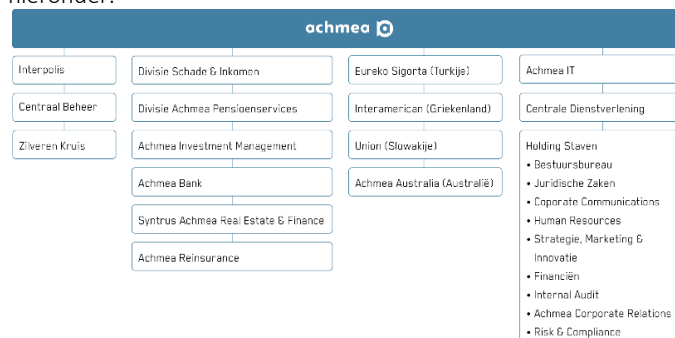 hieronder:
achmea
Interpolis
Centraal Beheer
Zilveren Kruis
Divisie Schade & Inkomen
Divisie Achmea Pensioenservices
Achmea Investment Management
Achmea Bank
Syntrus Achmea Real Estate & Finance
Achmea Reinsurance
Eureko Sigorta (Turkije)
Interamerican (Griekenland)
Union (Slowakije)
Achmea Australia (Australië)
Achmea IT
Centrale Dienstverlening
Holding Staven
• Bestuursbureau
• Juridische Zaken
• Coporate Communications
• Human Resources
• Strategie, Marketing &
Innovatie
• Financiën
• Internal Audit
• Achmea Corporate Relations
• Risk & Compliance